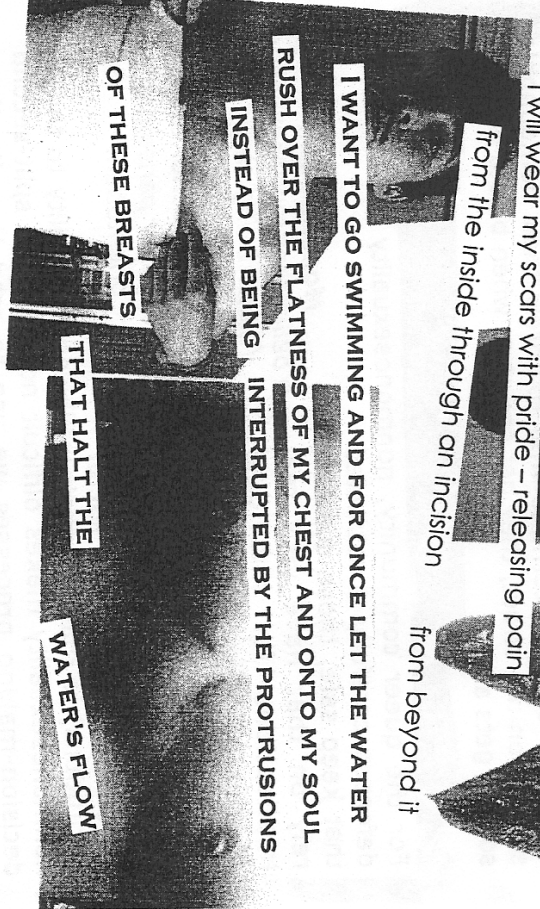 I will wear my scars with pride – releasing pain
from the inside through an incision
from beyond it
I WANT TO GO SWIMMING AND FOR ONCE LET THE WATER
RUSH OVER THE FLATNESS OF MY CHEST AND ONTO MY SOUL
INSTEAD OF BEING INTERRUPTED BY THE PROTRUSIONS
OF THESE BREASTS
THAT HALT THE
WATER'S FLOW